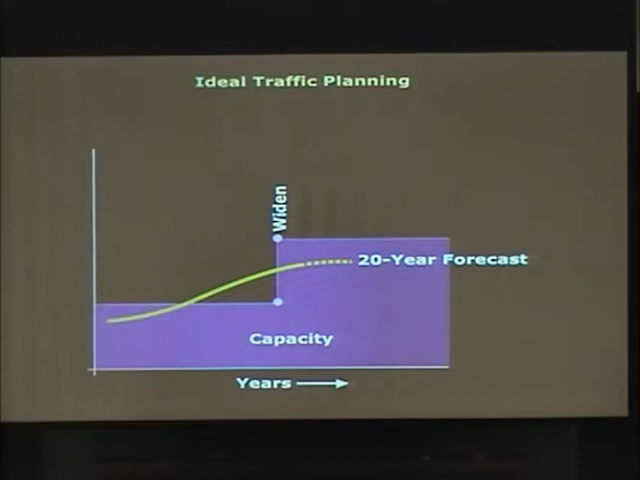 Ideal Traffic Planning
Widen
20-Year Forecast
Capacity
Years